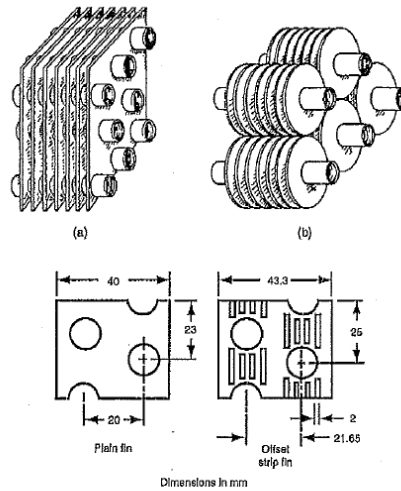 (a)
(b)
40
23
20
Plain fin
43.3
25
2
21.65
Offset
strip fin
Dimensions in mm